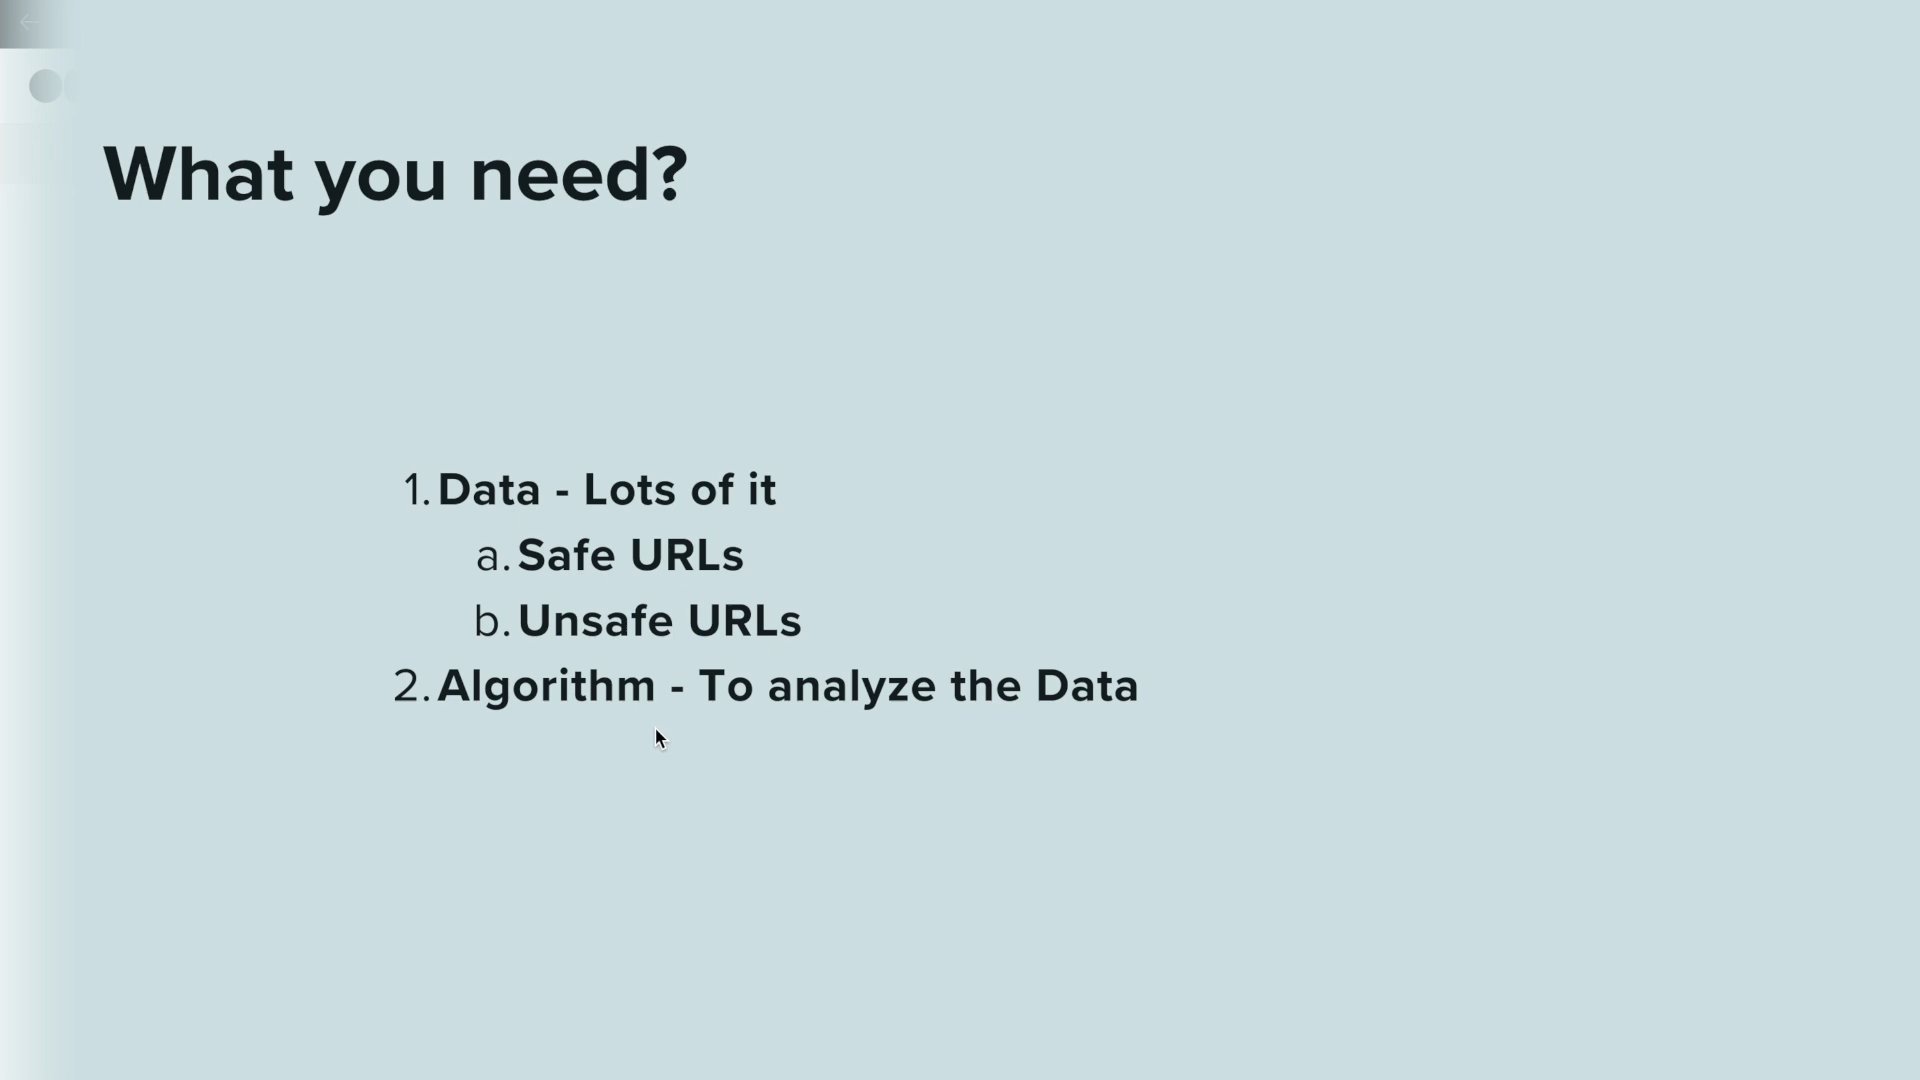 What you need?
1. Data - Lots of it
a. Safe URLs
b. Unsafe URLs
2. Algorithm - To analyze the Data